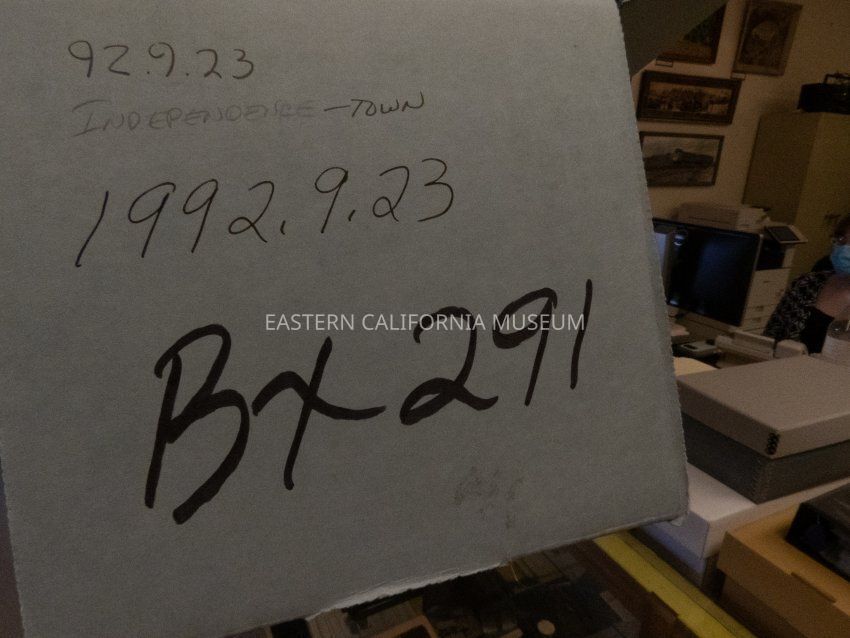 92.9.23
INDEPENDENCE - TOWN
1992.9.23
EASTERN CALIFORNIA MUSEUM
Bx 291